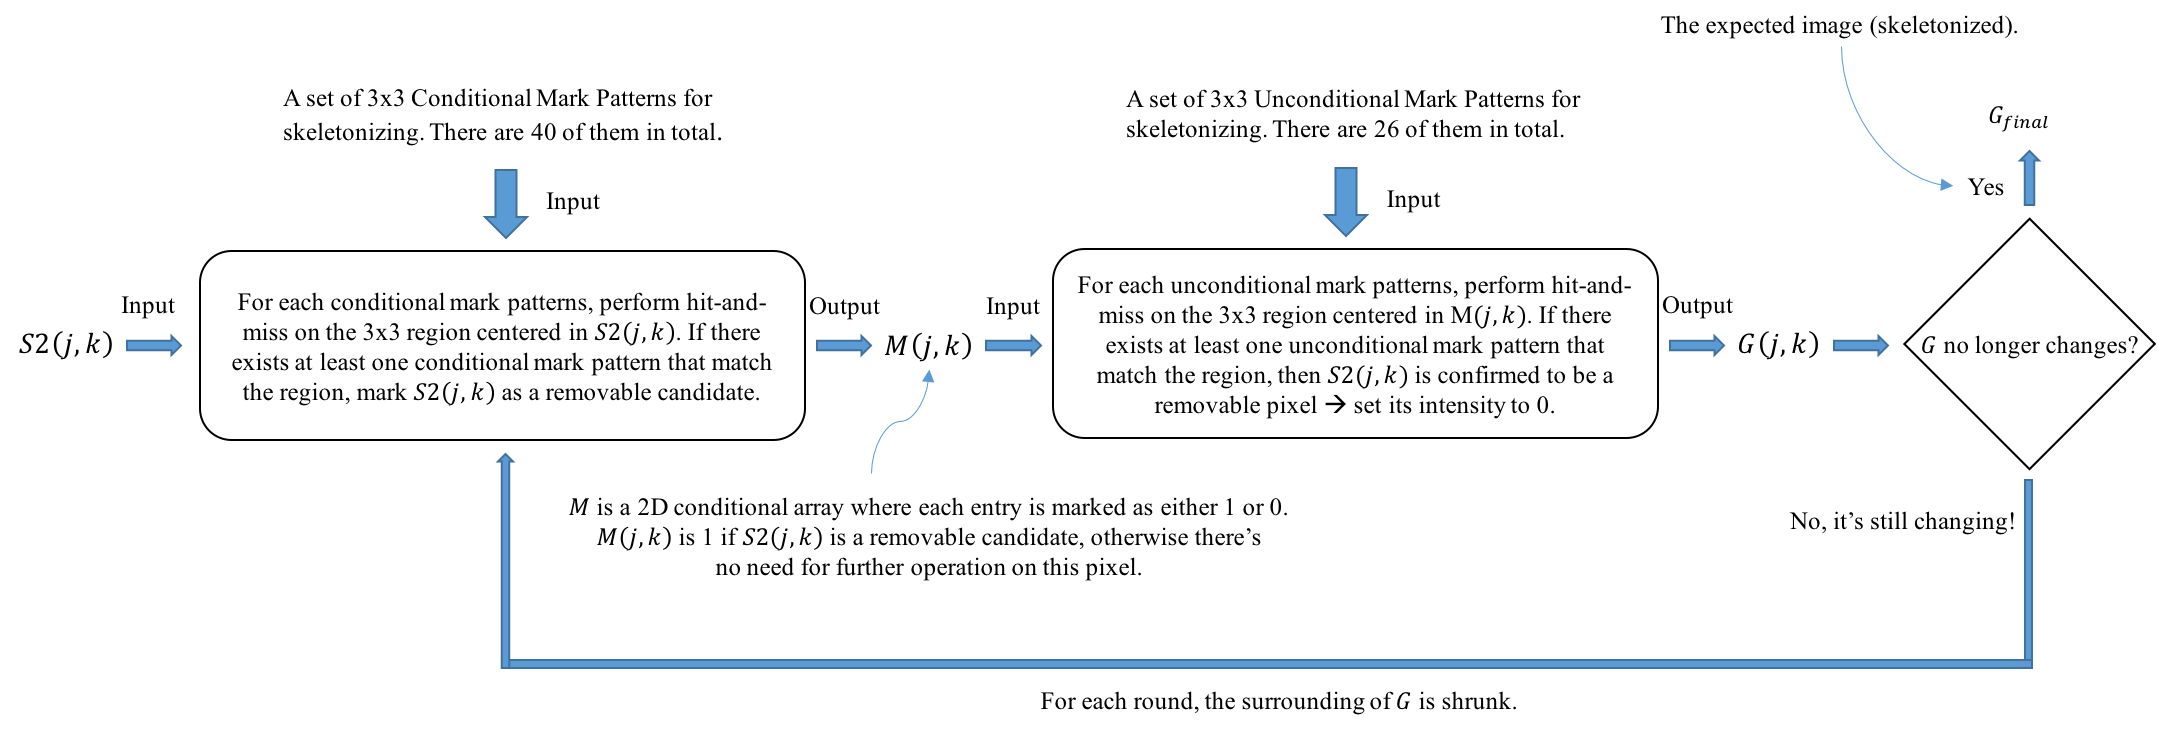 The expected image (skeletonized).
A set of 3x3 Conditional Mark Patterns for
skeletonizing. There are 40 of them in total.
A set of 3x3 Unconditional Mark Patterns for
skeletonizing. There are 26 of them in total.
G_final
Yes
Input
Input
Input
S2(j, k)
For each conditional mark patterns, perform hit-and-
miss on the 3x3 region centered in S2(j, k). If there
exists at least one conditional mark pattern that match
the region, mark S2(j, k) as a removable candidate.
Output
M(j, k)
Input
For each unconditional mark patterns, perform hit-and-
miss on the 3x3 region centered in M(j, k). If there
exists at least one unconditional mark pattern that
match the region, then S2(j, k) is confirmed to be a
removable pixel → set its intensity to 0.
Output
G(j, k)
G no longer changes?
M is a 2D conditional array where each entry is marked as either 1 or 0.
M(j, k) is 1 if S2(j, k) is a removable candidate, otherwise there's
no need for further operation on this pixel.
No, it's still changing!
For each round, the surrounding of G is shrunk.